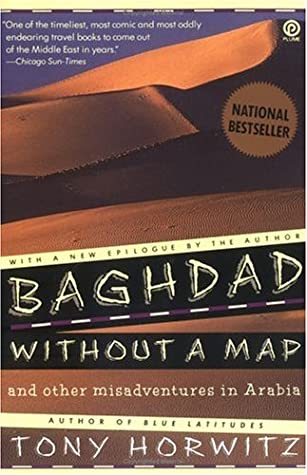 "One of the timeliest, most comic and most oddly
endearing travel books to come out
of the Middle East in years."
—Chicago Sun-Times
PLUME
NATIONAL
BESTSELLER
WITH A NEW EPILOGUE BY THE AUTHOR
BAGHDAD
WITHOUT A MAP
and other misadventures in Arabia
AUTHOR OF BLUE LATITUDES
TONY HORWITZ